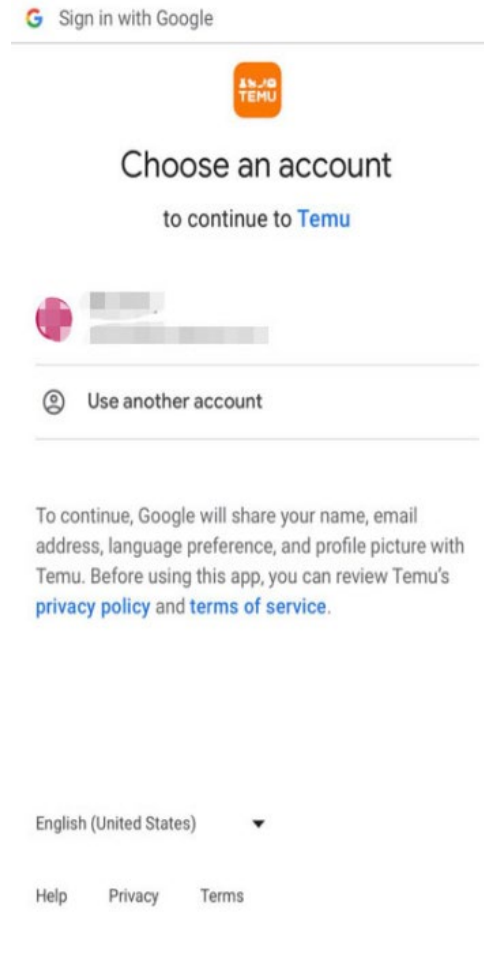 Sign in with Google
TEMU
Choose an account
to continue to Temu
Use another account
To continue, Google will share your name, email
address, language preference, and profile picture with
Temu. Before using this app, you can review Temu's
privacy policy and terms of service.
English (United States)
Help Privacy Terms